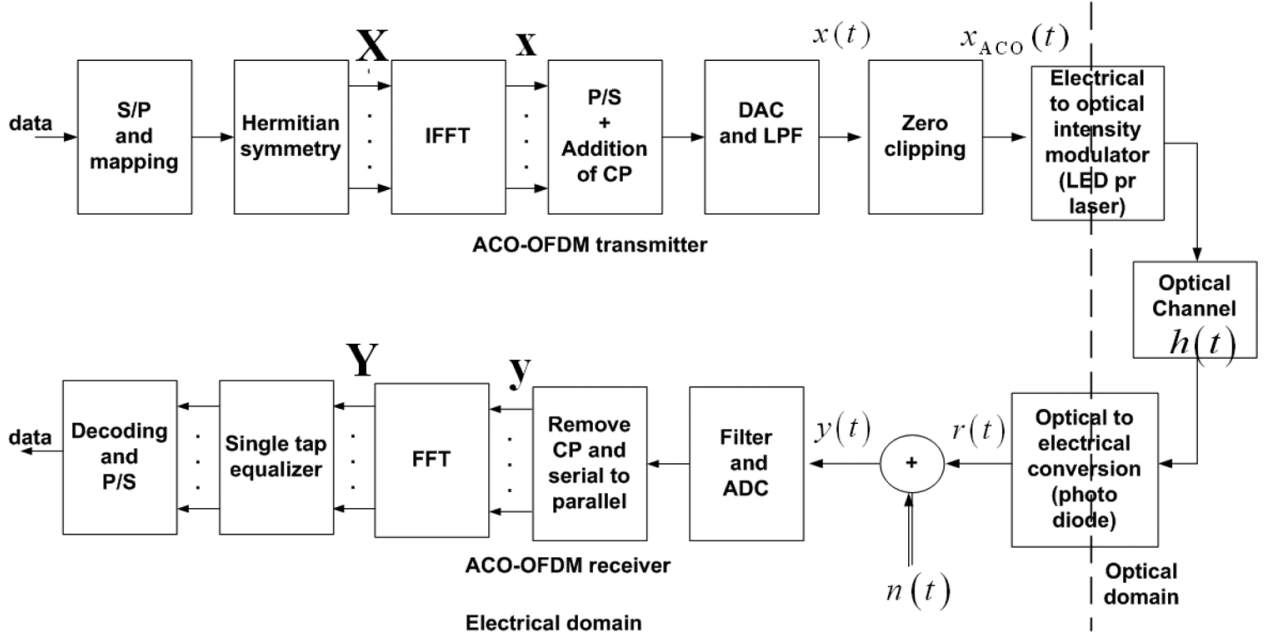 X
x
x(t)
x_ACO(t)
data
S/P
and
mapping
Hermitian
symmetry
IFFT
P/S
+
Addition
of CP
DAC
and LPF
Zero
clipping
Electrical
to optical
intensity
modulator
(LED pr
laser)
ACO-OFDM transmitter
Optical
Channel
h(t)
Y
y
data
Decoding
and
P/S
Single tap
equalizer
FFT
Remove
CP and
serial to
parallel
Filter
and
ADC
y(t)
+
r(t)
Optical to
electrical
conversion
(photo
diode)
n(t)
ACO-OFDM receiver
Optical
domain
Electrical domain